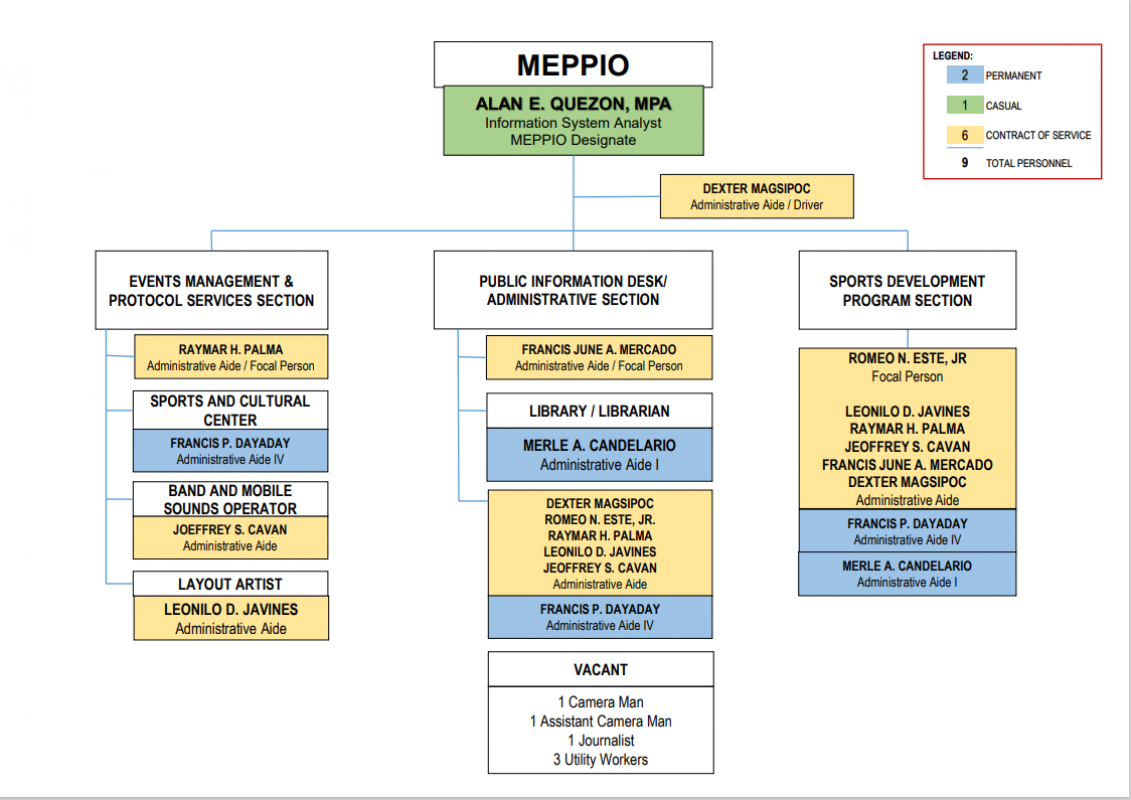 MEPPIO
ALAN E. QUEZON, MPA
Information System Analyst
MEPPIO Designate
LEGEND:
2 PERMANENT
1 CASUAL
6 CONTRACT OF SERVICE
9 TOTAL PERSONNEL
DEXTER MAGSIPOC
Administrative Aide / Driver
EVENTS MANAGEMENT &
PROTOCOL SERVICES SECTION
RAYMAR H. PALMA
Administrative Aide / Focal Person
SPORTS AND CULTURAL
CENTER
FRANCIS P. DAYADAY
Administrative Aide IV
BAND AND MOBILE
SOUNDS OPERATOR
JOEFFREY S. CAVAN
Administrative Aide
LAYOUT ARTIST
LEONILO D. JAVINES
Administrative Aide
PUBLIC INFORMATION DESK/
ADMINISTRATIVE SECTION
FRANCIS JUNE A. MERCADO
Administrative Aide / Focal Person
LIBRARY / LIBRARIAN
MERLE A. CANDELARIO
Administrative Aide I
DEXTER MAGSIPOC
ROMEO N. ESTE, JR.
RAYMAR H. PALMA
LEONILO D. JAVINES
JEOFFREY S. CAVAN
Administrative Aide
FRANCIS P. DAYADAY
Administrative Aide IV
VACANT
1 Camera Man
1 Assistant Camera Man
1 Journalist
3 Utility Workers
SPORTS DEVELOPMENT
PROGRAM SECTION
ROMEO N. ESTE, JR
Focal Person
LEONILO D. JAVINES
RAYMAR H. PALMA
JEOFFREY S. CAVAN
FRANCIS JUNE A. MERCADO
DEXTER MAGSIPOC
Administrative Aide
FRANCIS P. DAYADAY
Administrative Aide IV
MERLE A. CANDELARIO
Administrative Aide I